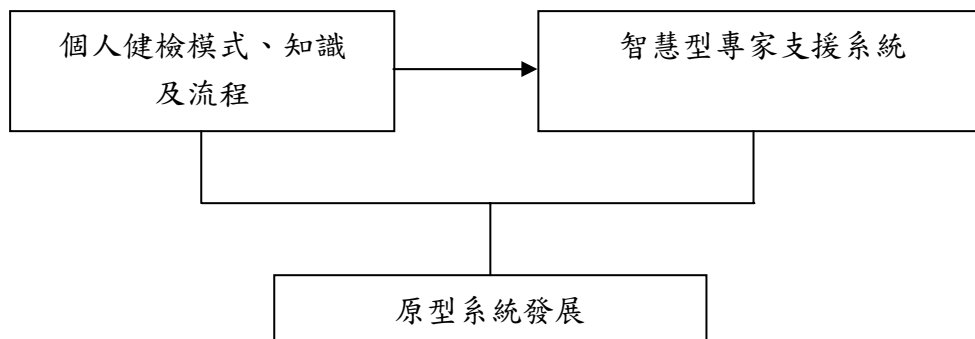 個人健檢模式、知識
及流程
智慧型專家支援系統
原型系統發展